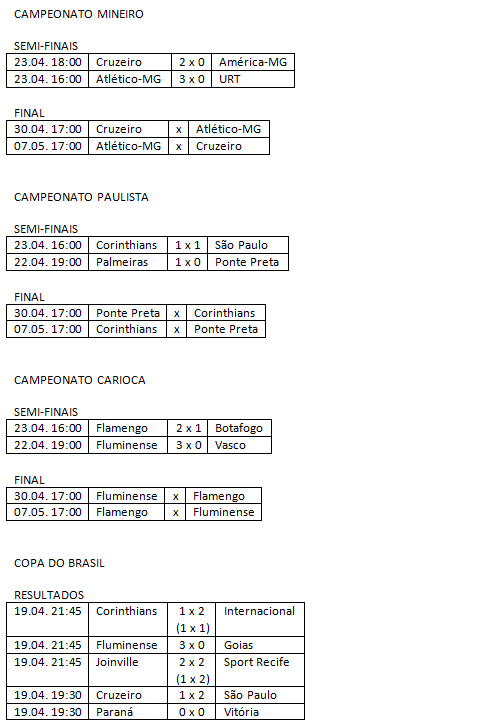 CAMPEONATO MINEIRO
SEMI-FINAIS
23.04. 18:00 Cruzeiro 2 x 0 América-MG
23.04. 16:00 Atlético-MG 3 x 0 URT
FINAL
30.04. 17:00 Cruzeiro x Atlético-MG
07.05. 17:00 Atlético-MG x Cruzeiro
CAMPEONATO PAULISTA
SEMI-FINAIS
23.04. 16:00 Corinthians 1 x 1 São Paulo
22.04. 19:00 Palmeiras 1 x 0 Ponte Preta
FINAL
30.04. 17:00 Ponte Preta x Corinthians
07.05. 17:00 Corinthians x Ponte Preta
CAMPEONATO CARIOCA
SEMI-FINAIS
23.04. 16:00 Flamengo 2 x 1 Botafogo
22.04. 19:00 Fluminense 3 x 0 Vasco
FINAL
30.04. 17:00 Fluminense x Flamengo
07.05. 17:00 Flamengo x Fluminense
COPA DO BRASIL
RESULTADOS
19.04. 21:45 Corinthians 1 x 2 Internacional
(1 x 1)
19.04. 21:45 Fluminense 3 x 0 Goias
19.04. 21:45 Joinville 2 x 2 Sport Recife
(1 x 2)
19.04. 19:30 Cruzeiro 1 x 2 São Paulo
19.04. 19:30 Paraná 0 x 0 Vitória